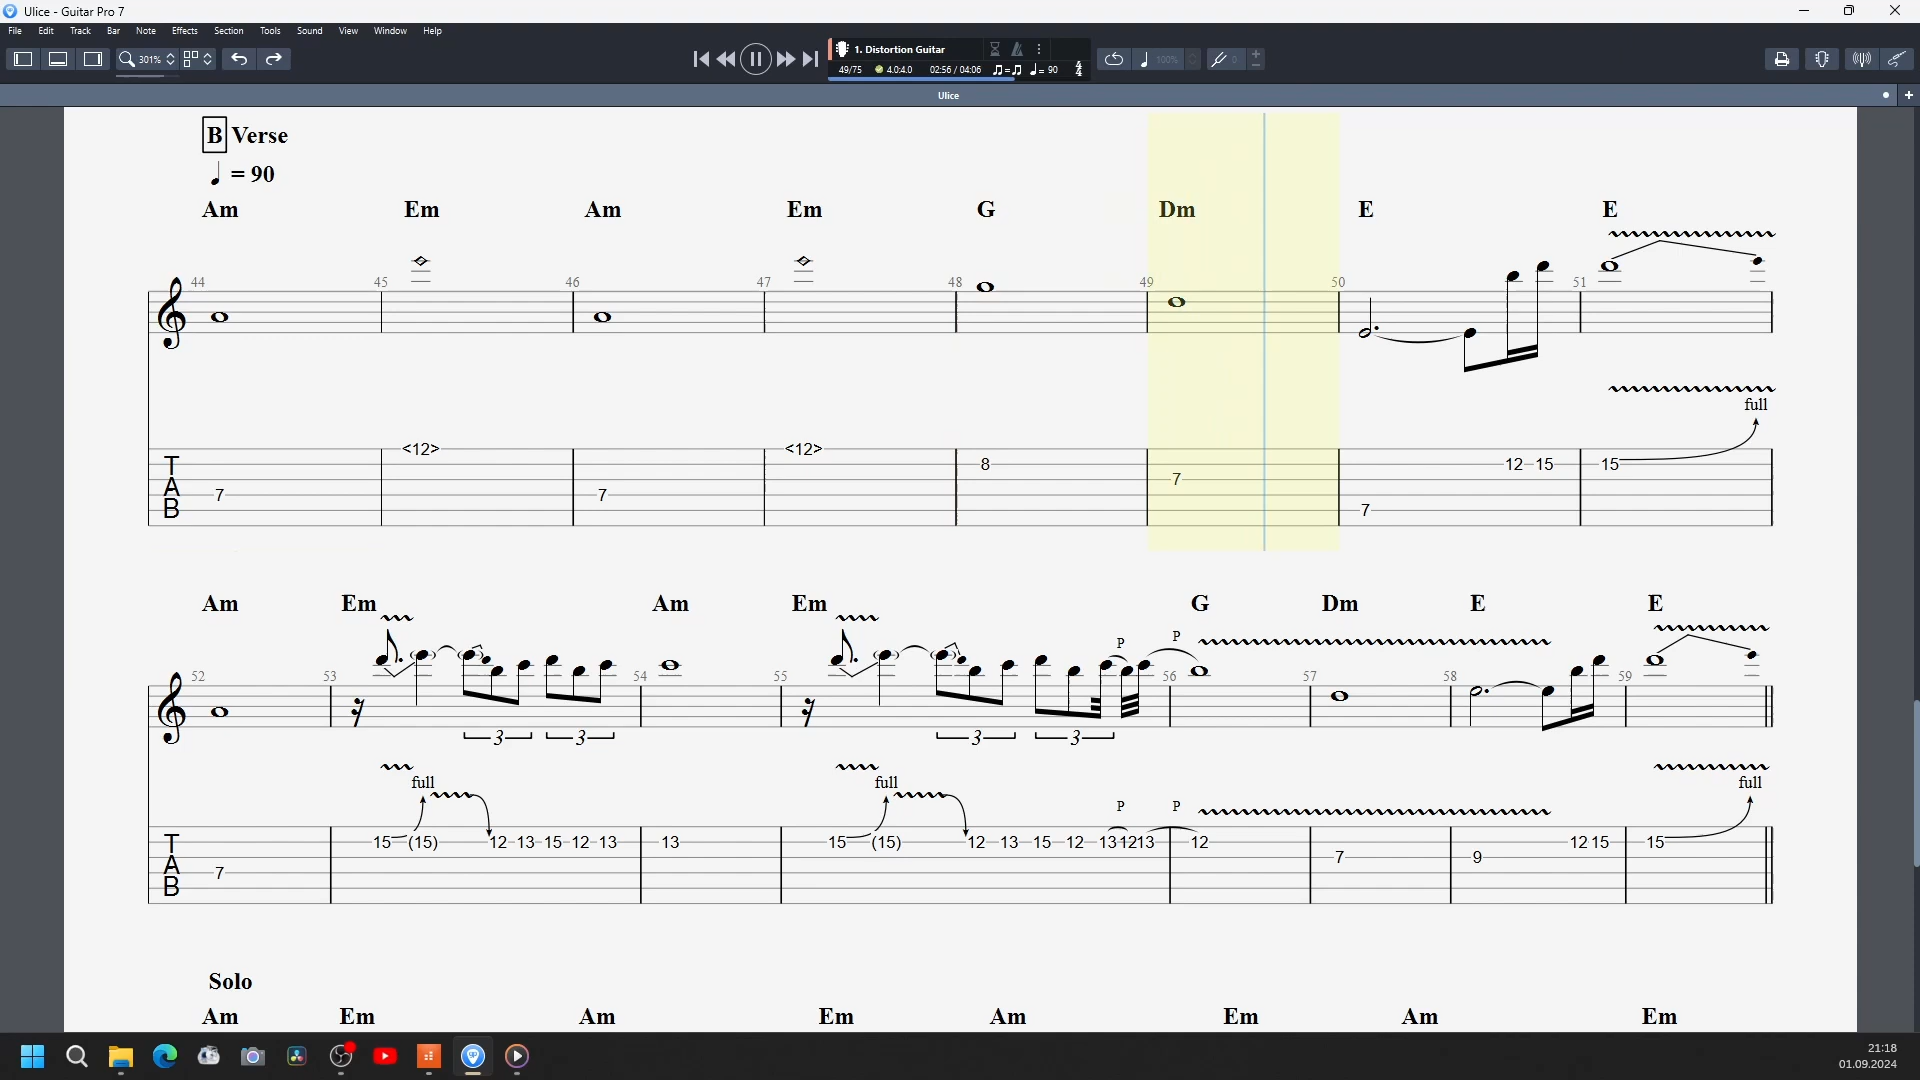 Ulice - Guitar Pro 7
File Edit Track Bar Note Effects Section Tools Sound View Window Help
301%
1. Distortion Guitar
49/75 4.0:4.0 02:56 / 04:06 = 90 4 4
100% 0
Ulice
B Verse
= 90
Am Em Am Em G Dm E E
44 45 46 47 48 49 50 51
full
T A B
7 <12> 7 <12> 8 7 7 12 15 15
Am Em Am Em G Dm E E
P P
52 53 54 55 56 57 58 59
3 3 3 3
full full full
P P
T A B
7 15 (15) 12 13 15 12 13 13 15 (15) 12 13 15 12 13 12 13 12 7 9 12 15 15
Solo
Am Em Am Em Am Em Am Em
21:18
01.09.2024